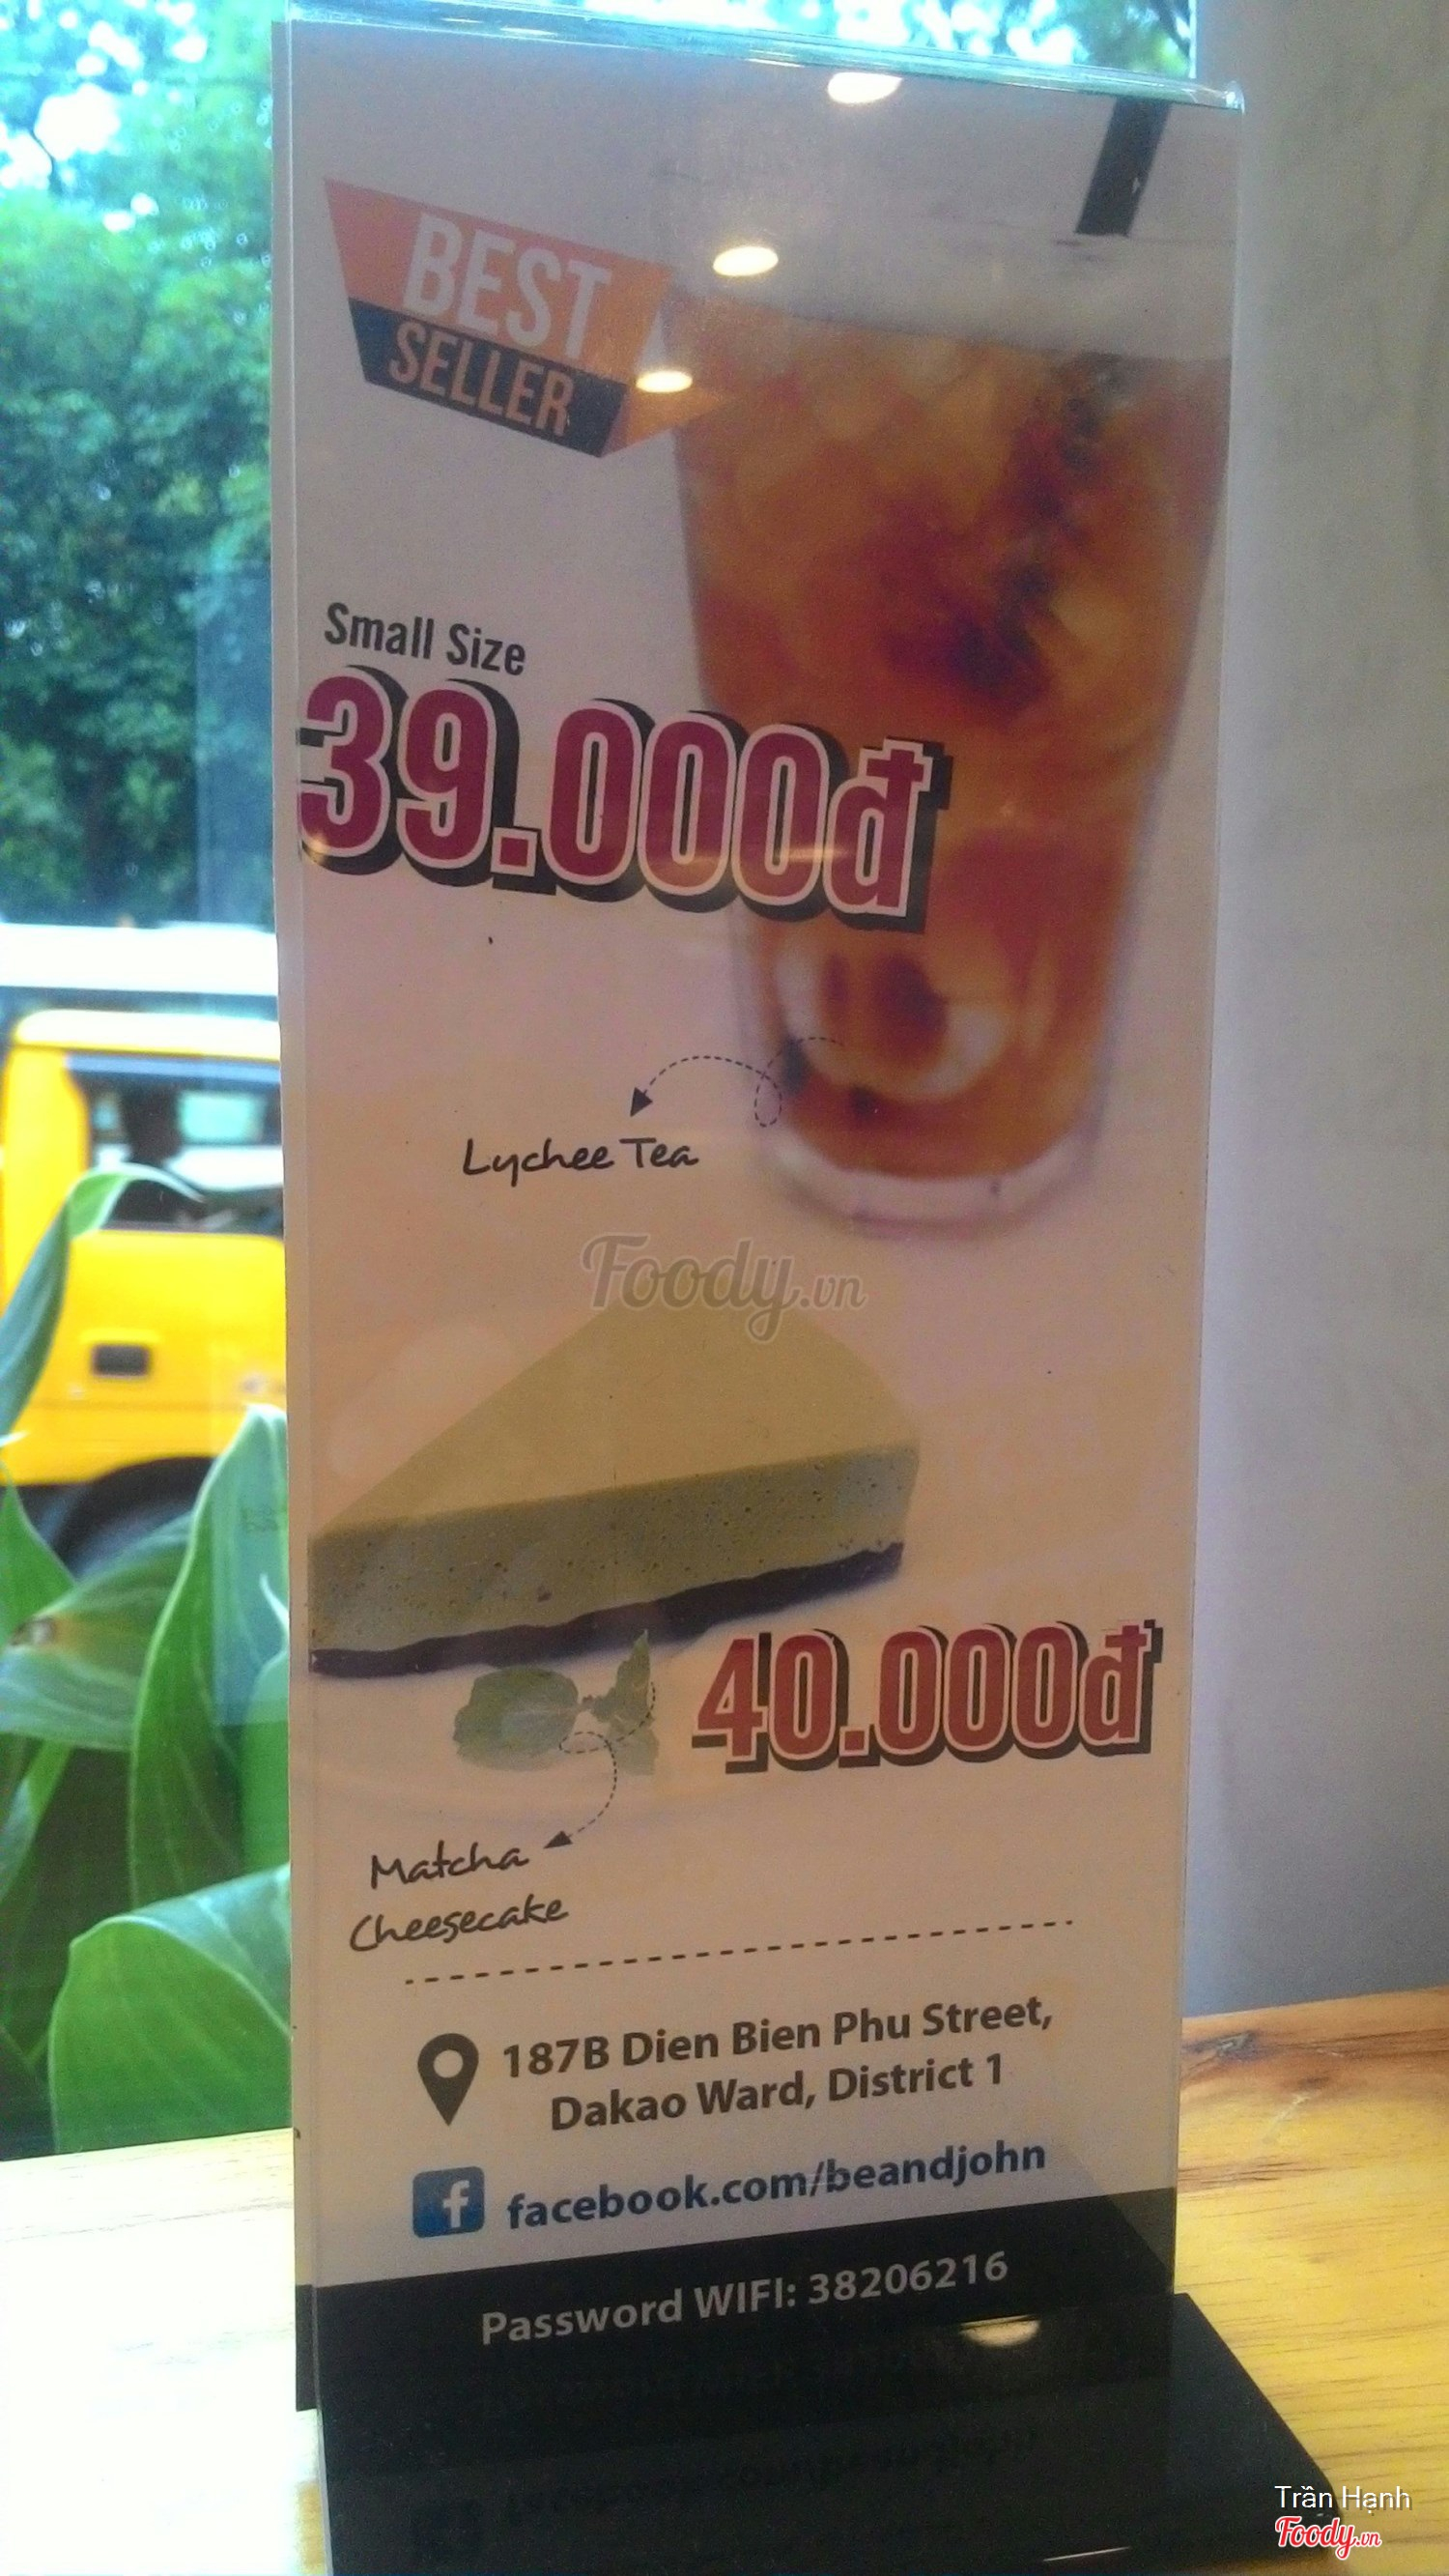 BEST
SELLER
Small Size
39.000đ
Lychee Tea
Foody.vn
40.000đ
Matcha
Cheesecake
187B Dien Bien Phu Street,
Dakao Ward, District 1
f facebook.com/beandjohn
Password WIFI: 38206216
Trần Hạnh
Foody.vn